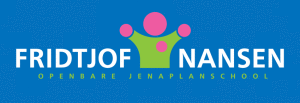 FRIDTJOF NANSEN
OPENBARE JENAPLANSCHOOL